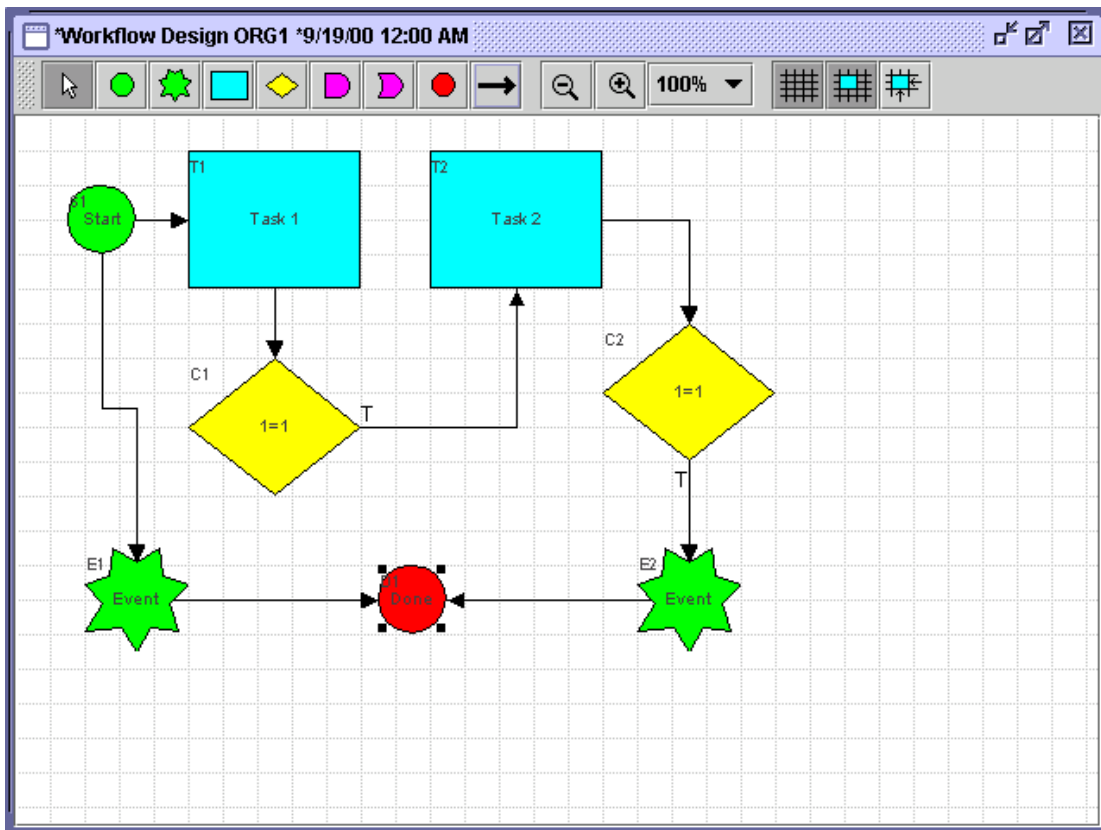 *Workflow Design ORG1 *9/19/00 12:00 AM
100%
T1
T2
S1
Start
Task 1
Task 2
C2
C1
1=1
T
1=1
T
E1
E2
Event
Done
Event